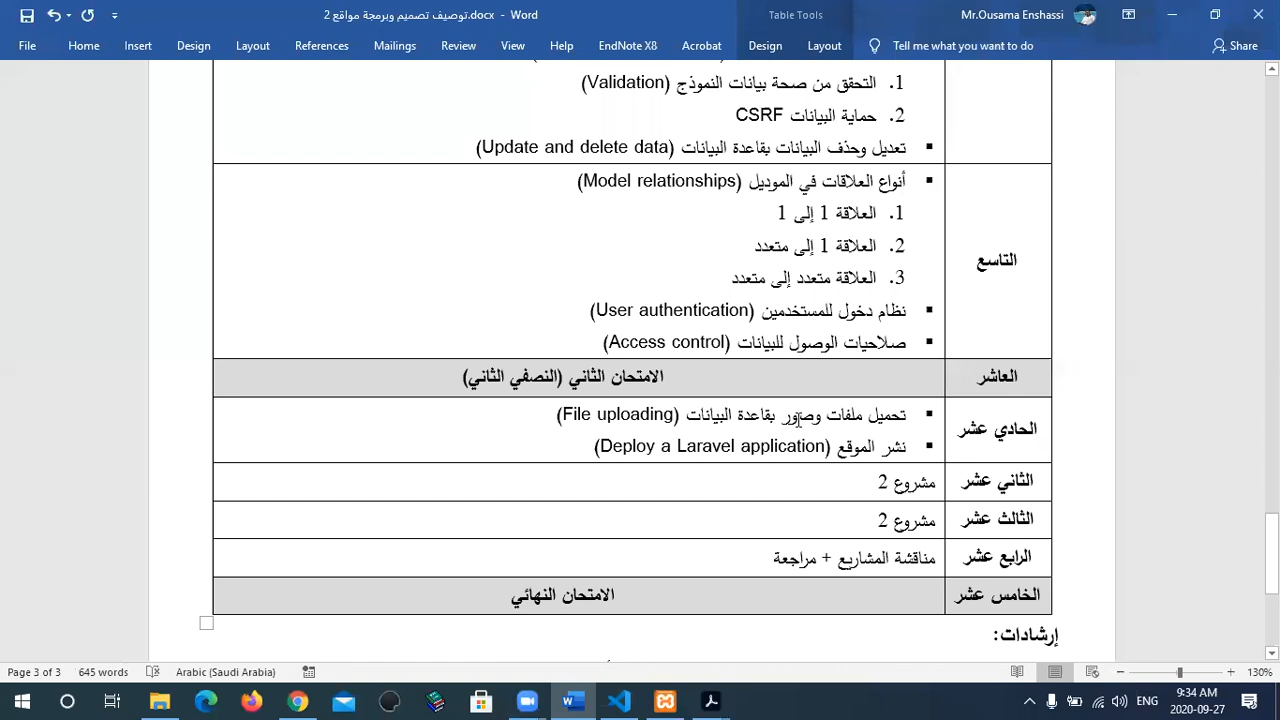 توصيف تصميم وبرمجة مواقع 2.docx - Word
Table Tools
Mr.Ousama Enshassi
File Home Insert Design Layout References Mailings Review View Help EndNote X8 Acrobat Design Layout Tell me what you want to do Share
1. التحقق من صحة بيانات النموذج (Validation)
2. حماية البيانات CSRF
▪ تعديل وحذف البيانات بقاعدة البيانات (Update and delete data)
التاسع
▪ أنواع العلاقات في الموديل (Model relationships)
1. العلاقة 1 إلى 1
2. العلاقة 1 إلى متعدد
3. العلاقة متعدد إلى متعدد
▪ نظام دخول للمستخدمين (User authentication)
▪ صلاحيات الوصول للبيانات (Access control)
العاشر الامتحان الثاني (النصفي الثاني)
الحادي عشر
▪ تحميل ملفات وصور بقاعدة البيانات (File uploading)
▪ نشر الموقع (Deploy a Laravel application)
الثاني عشر مشروع 2
الثالث عشر مشروع 2
الرابع عشر مناقشة المشاريع + مراجعة
الخامس عشر الامتحان النهائي
إرشادات:
Page 3 of 3 645 words Arabic (Saudi Arabia) 130%
ENG 9:34 AM
2020-09-27